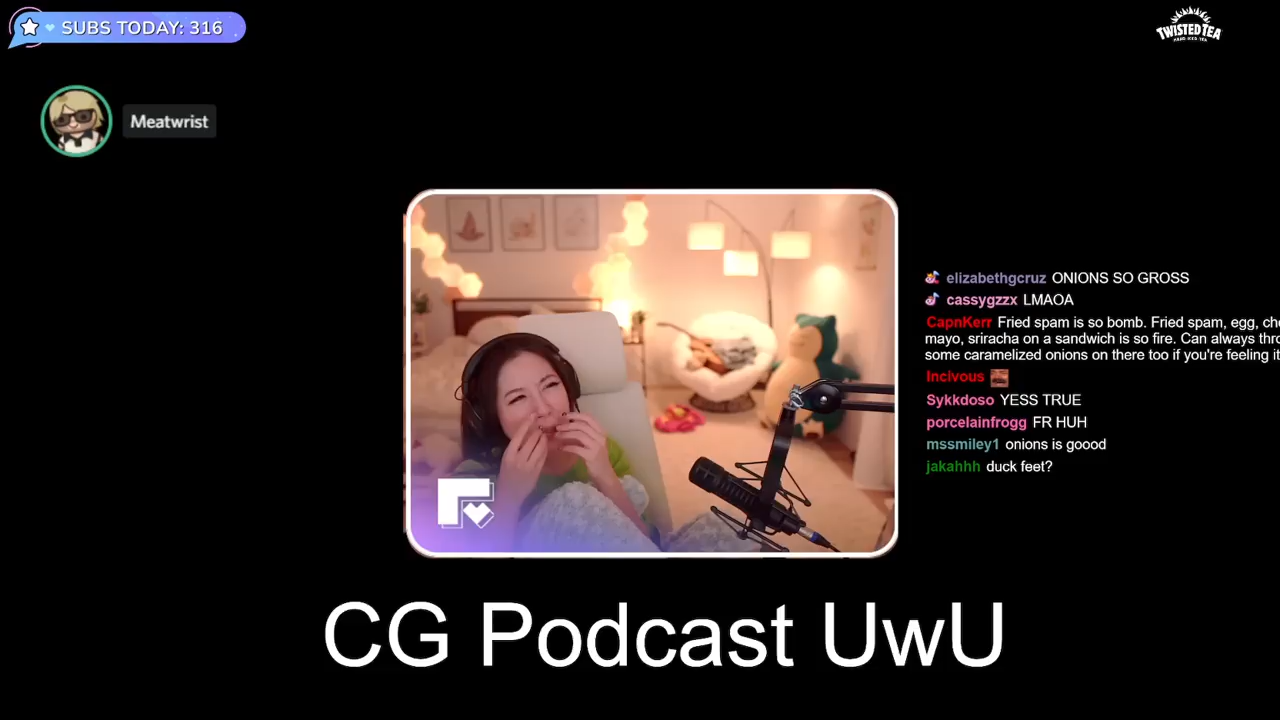 SUBS TODAY: 316
TWISTED TEA
HARD ICED TEA
Meatwrist
elizabethgcruz ONIONS SO GROSS
cassygzzx LMAOA
CapnKerr Fried spam is so bomb. Fried spam, egg,
mayo, sriracha on a sandwich is so fire. Can always
some caramelized onions on there too if you're feeling
Incivous
Sykkdoso YESS TRUE
porcelainfrogg FR HUH
mssmiley1 onions is goood
jakahhh duck feet?
CG Podcast UwU